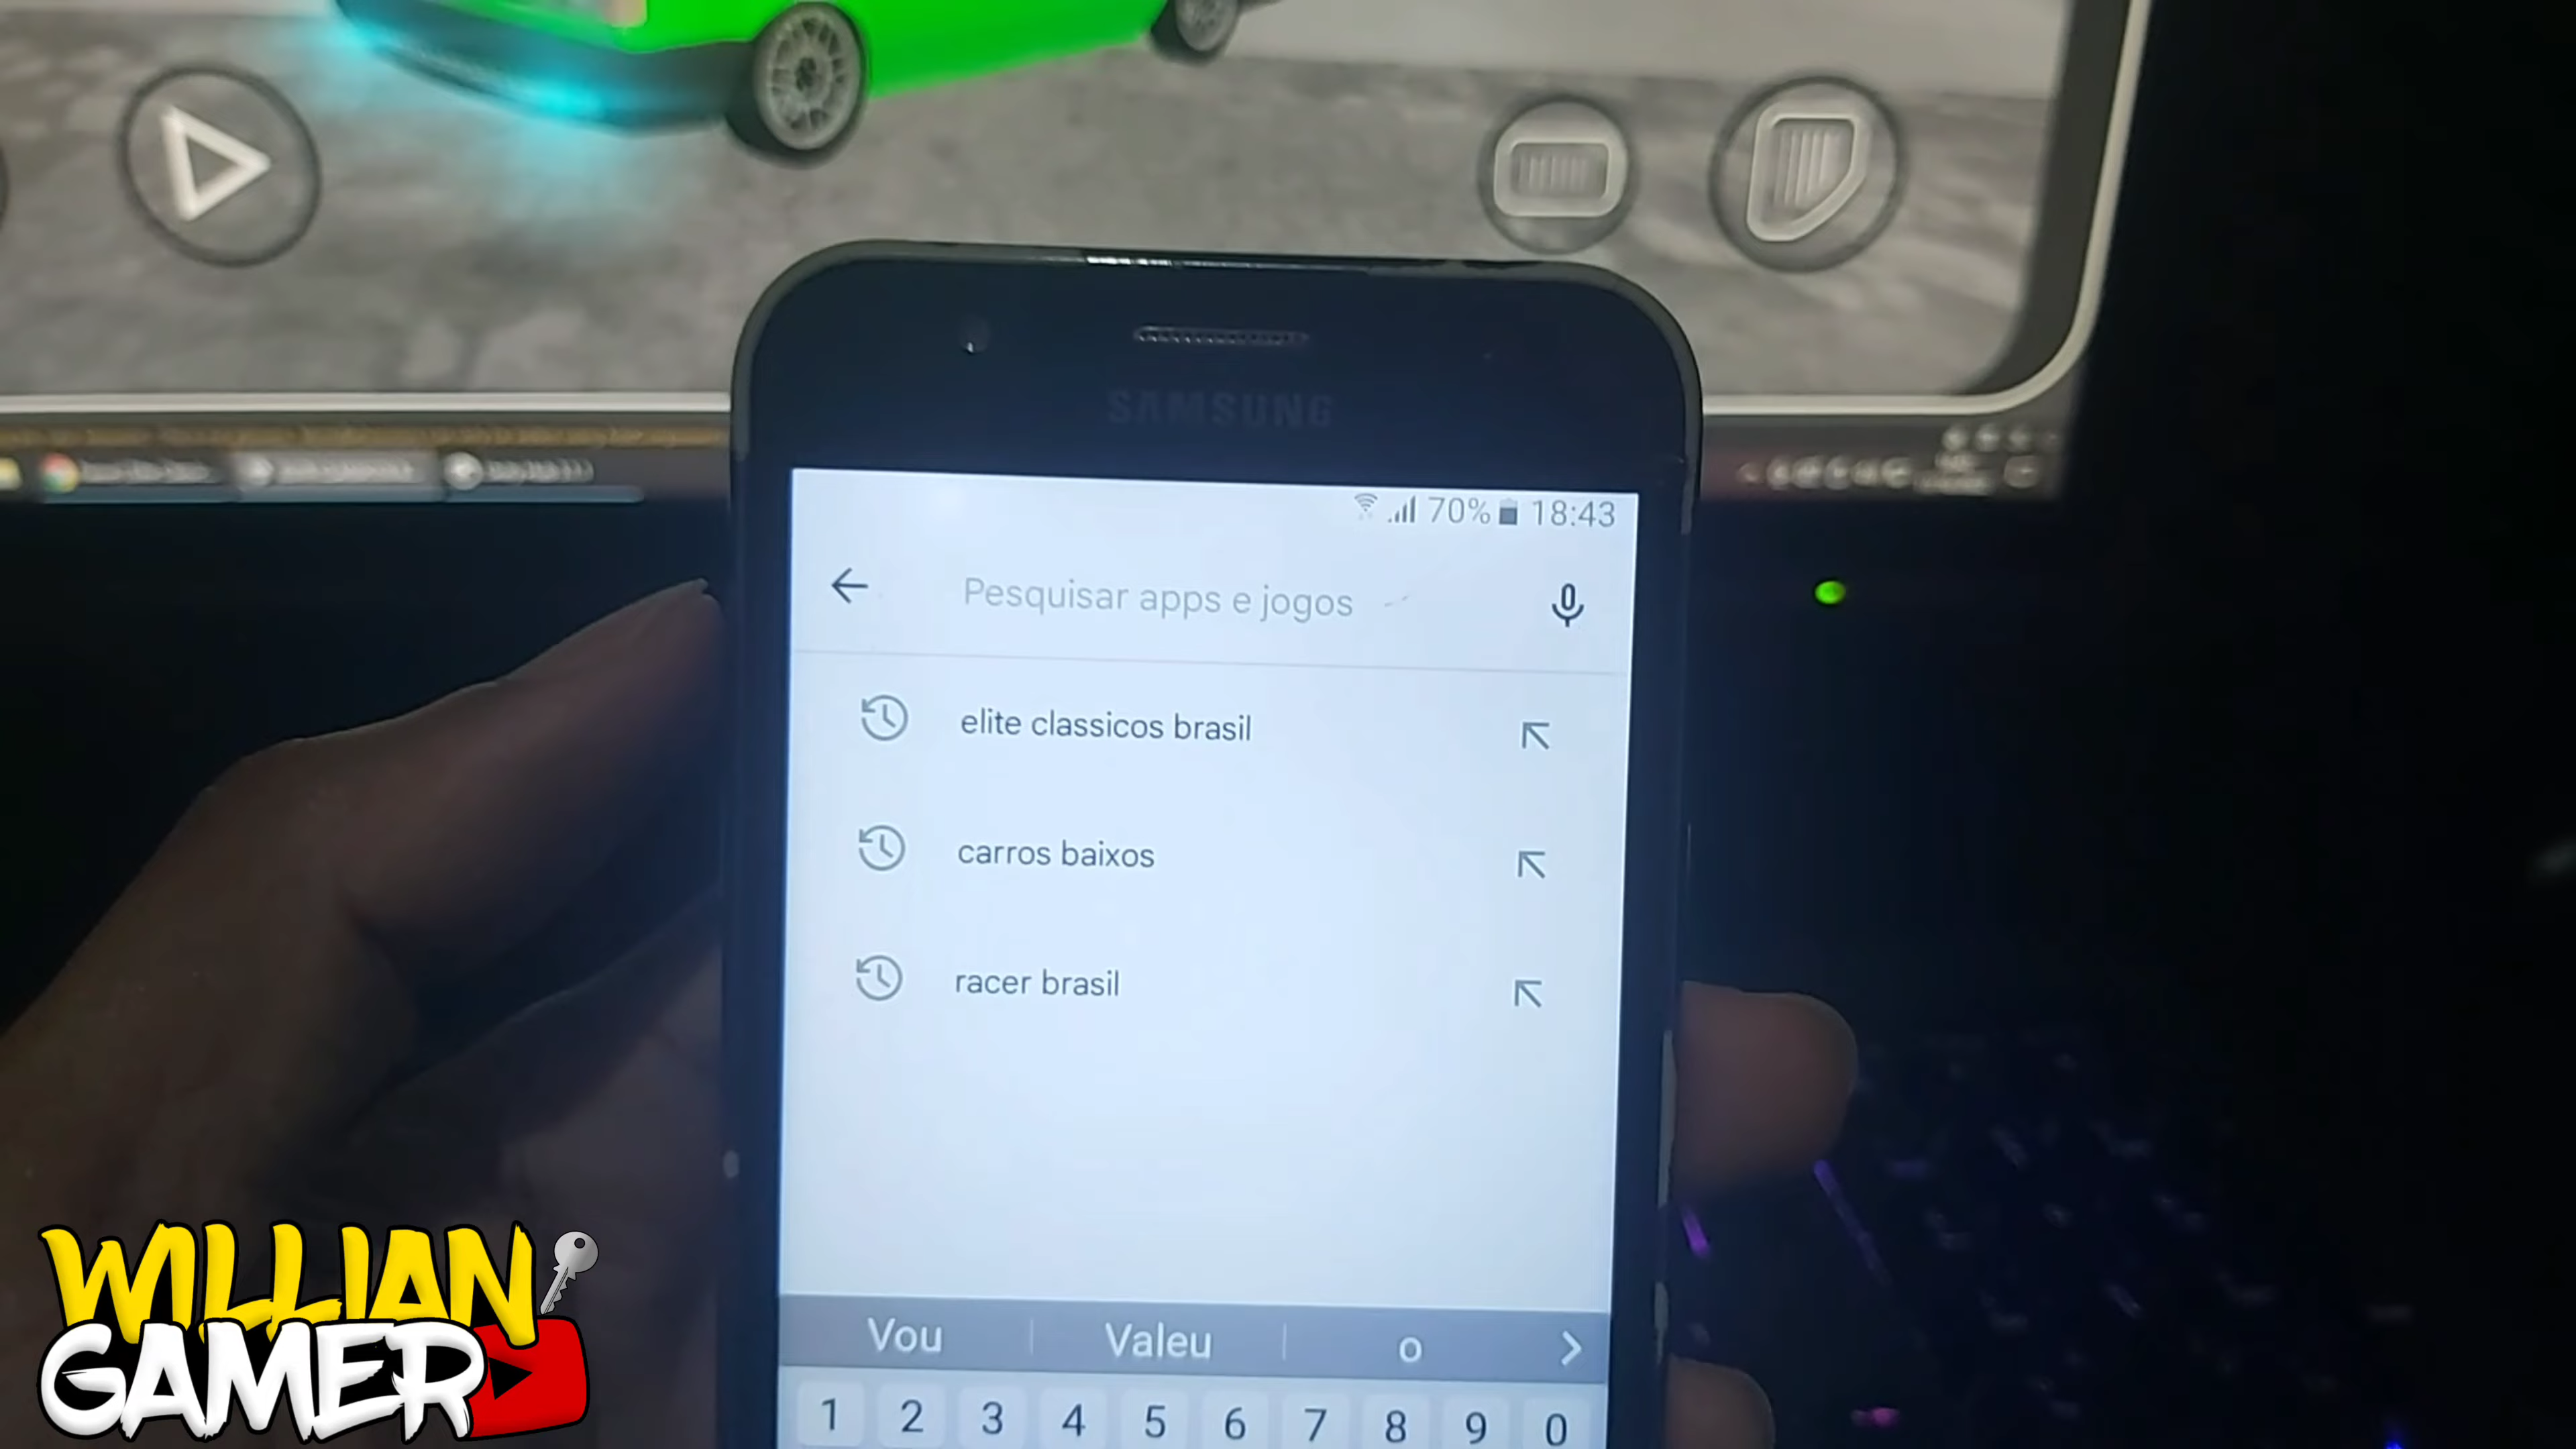 SAMSUNG
70% 18:43
Pesquisar apps e jogos
elite classicos brasil
carros baixos
racer brasil
Vou Valeu o
1 2 3 4 5 6 7 8 9 0
WILLIAN
GAMER